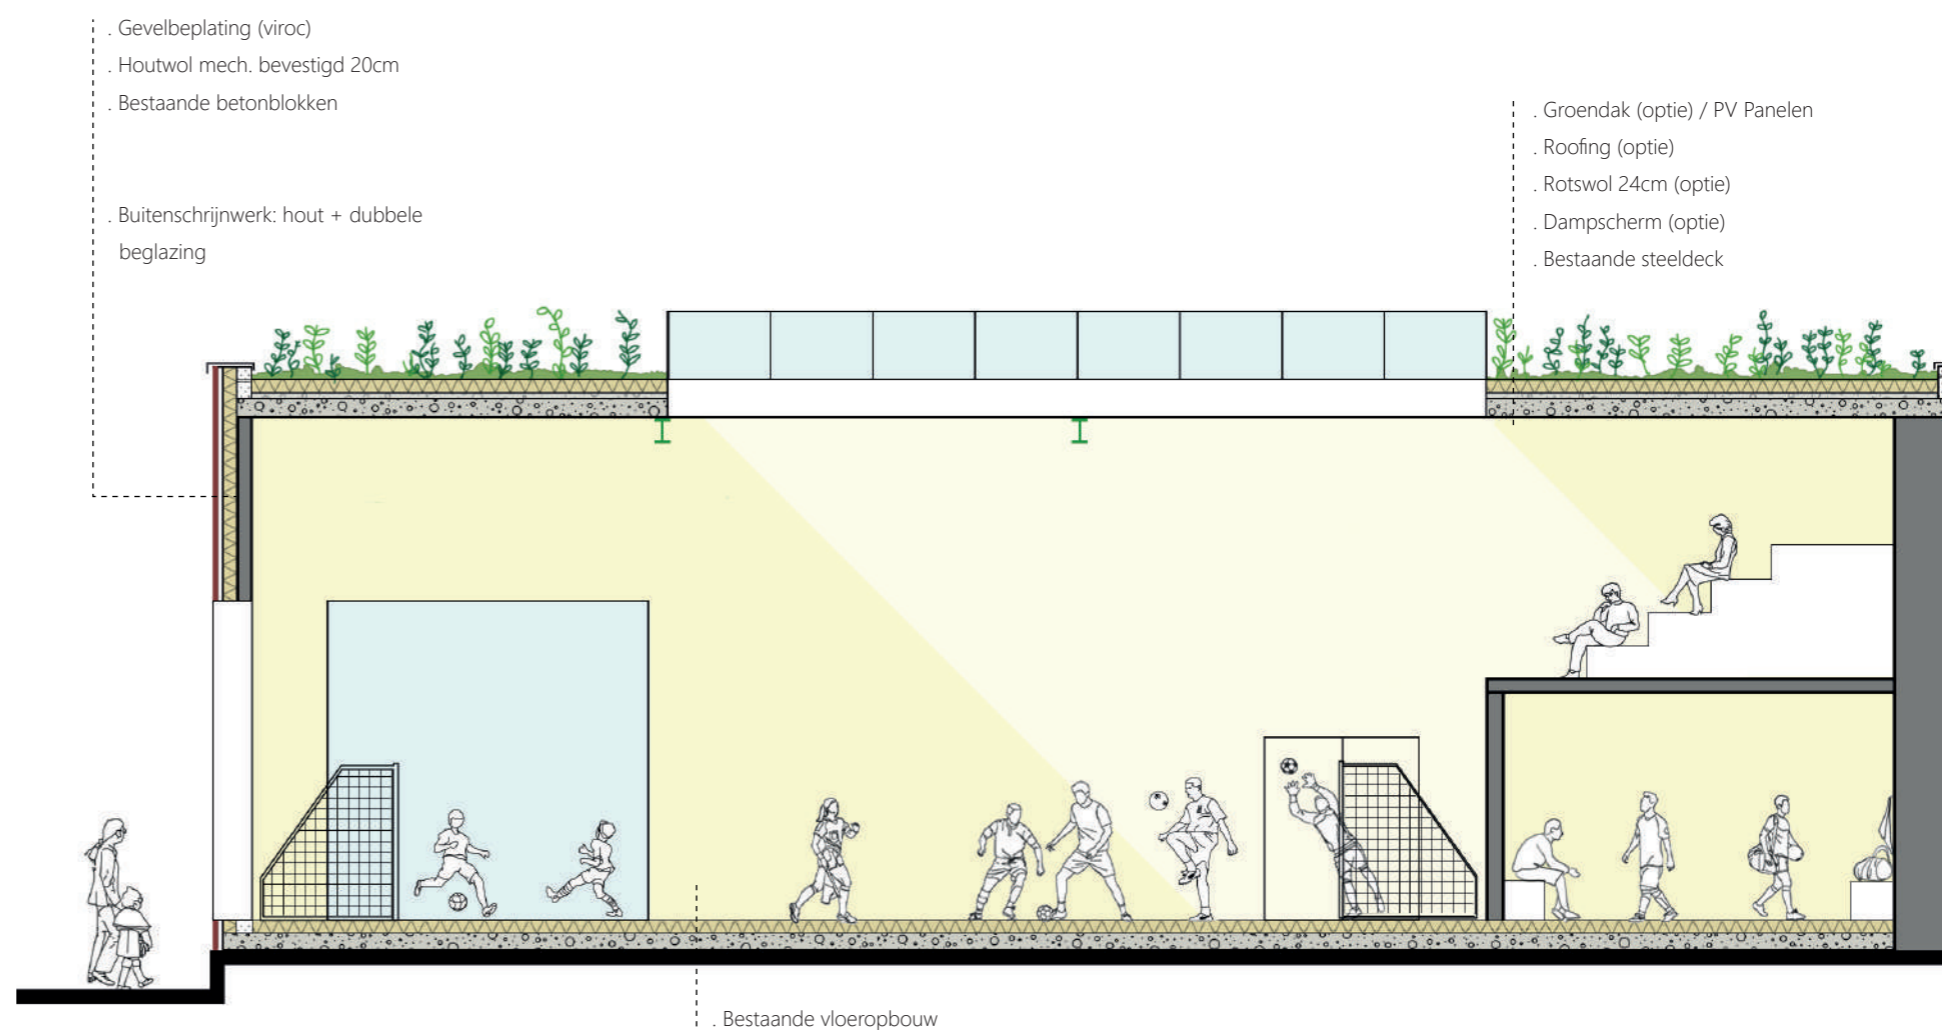 . Gevelbeplating (viroc)
. Houtwol mech. bevestigd 20cm
. Bestaande betonblokken
. Buitenschrijnwerk: hout + dubbele
beglazing
. Groendak (optie) / PV Panelen
. Roofing (optie)
. Rotswol 24cm (optie)
. Dampscherm (optie)
. Bestaande steeldeck
. Bestaande vloeropbouw